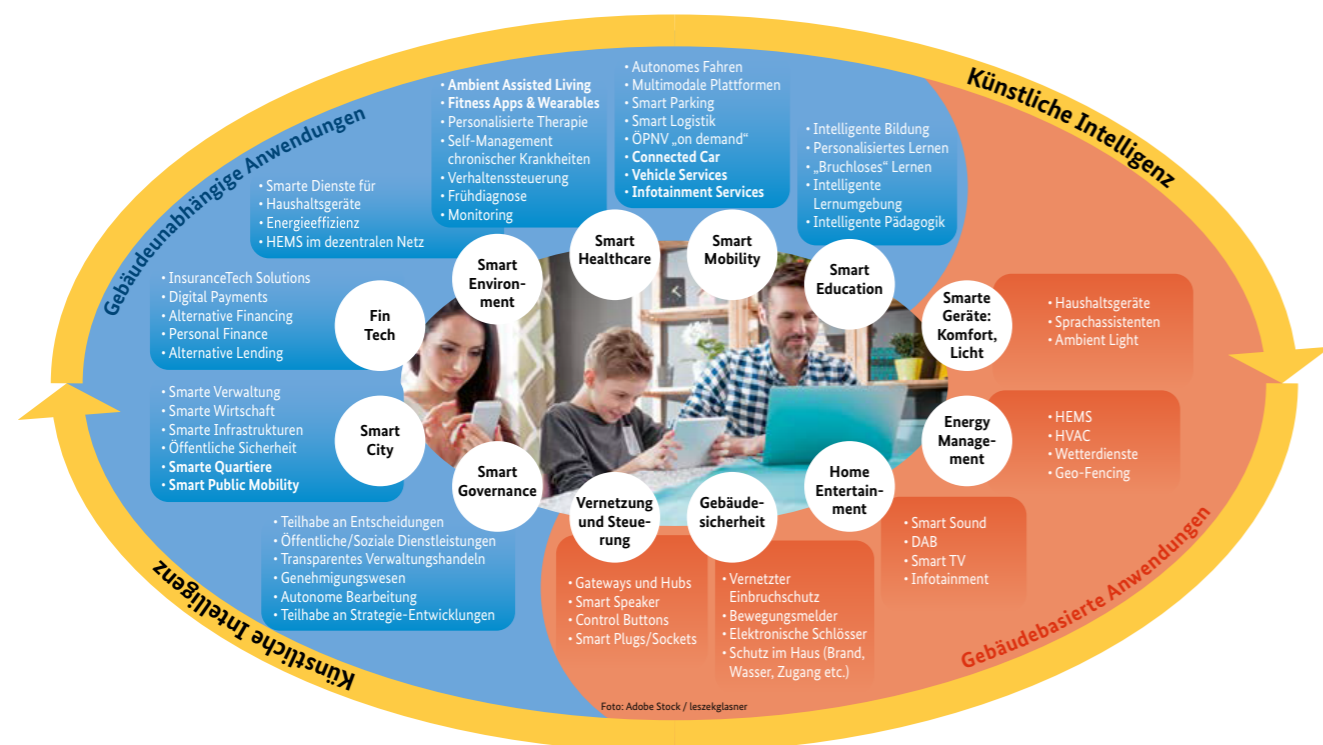 Künstliche Intelligenz
Gebäudeunabhängige Anwendungen
• Ambient Assisted Living
• Fitness Apps & Wearables
• Personalisierte Therapie
• Self-Management
chronischer Krankheiten
• Verhaltenssteuerung
• Frühdiagnose
• Monitoring
• Autonomes Fahren
• Multimodale Plattformen
• Smart Parking
• Smart Logistik
• ÖPNV „on demand“
• Connected Car
• Vehicle Services
• Infotainment Services
• Intelligente Bildung
• Personalisiertes Lernen
• „Bruchloses“ Lernen
• Intelligente
Lernumgebung
• Intelligente Pädagogik
• Smarte Dienste für
• Haushaltsgeräte
• Energieeffizienz
• HEMS im dezentralen Netz
Smart
Environ-
ment
Smart
Healthcare
Smart
Mobility
Smart
Education
• InsuranceTech Solutions
• Digital Payments
• Alternative Financing
• Personal Finance
• Alternative Lending
Fin
Tech
Smarte
Geräte:
Komfort,
Licht
• Haushaltsgeräte
• Sprachassistenten
• Ambient Light
• Smarte Verwaltung
• Smarte Wirtschaft
• Smarte Infrastrukturen
• Öffentliche Sicherheit
• Smarte Quartiere
• Smart Public Mobility
Smart
City
Energy
Manage-
ment
• HEMS
• HVAC
• Wetterdienste
• Geo-Fencing
Smart
Governance
Vernetzung
und Steue-
rung
Gebäude-
sicherheit
Home
Entertain-
ment
• Teilhabe an Entscheidungen
• Öffentliche/Soziale Dienstleistungen
• Transparentes Verwaltungshandeln
• Genehmigungswesen
• Autonome Bearbeitung
• Teilhabe an Strategie-Entwicklungen
• Gateways und Hubs
• Smart Speaker
• Control Buttons
• Smart Plugs/Sockets
• Vernetzter
Einbruchschutz
• Bewegungsmelder
• Elektronische Schlösser
• Schutz im Haus (Brand,
Wasser, Zugang etc.)
• Smart Sound
• DAB
• Smart TV
• Infotainment
Gebäudebasierte Anwendungen
Künstliche Intelligenz
Foto: Adobe Stock / leszekglasner